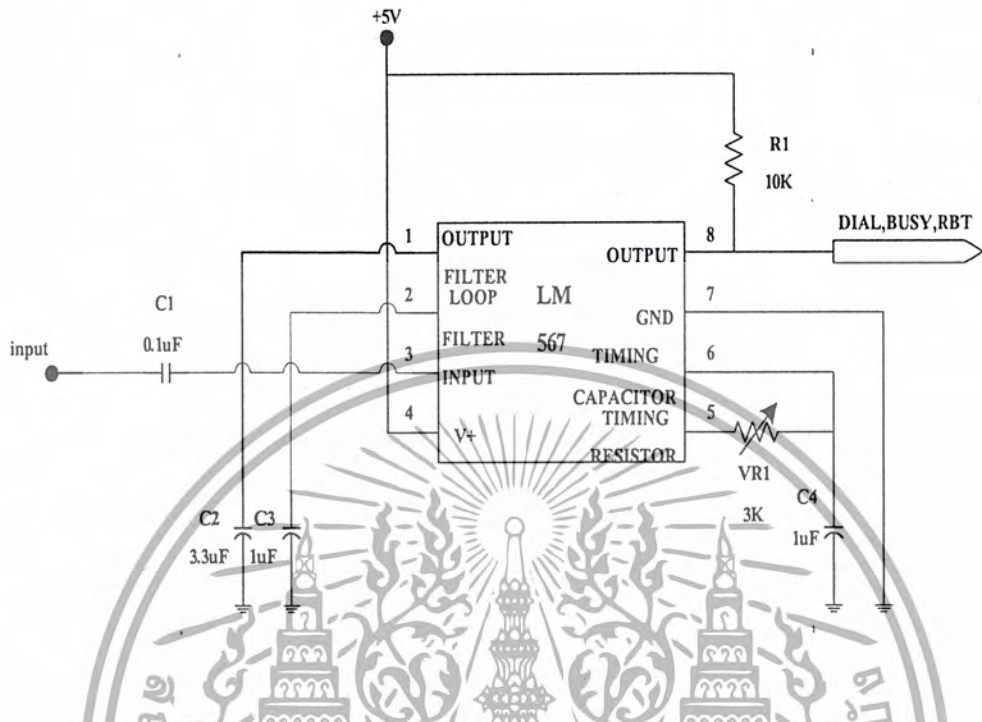 +5V
R1
10K
DIAL,BUSY,RBT
1
OUTPUT
8
OUTPUT
FILTER
LOOP
LM
2
7
GND
C1
0.1uF
input
FILTER
567
3
TIMING
6
INPUT
CAPACITOR
TIMING
4
V+
5
RESISTOR
VR1
3K
C4
1uF
C2
3.3uF
C3
1uF